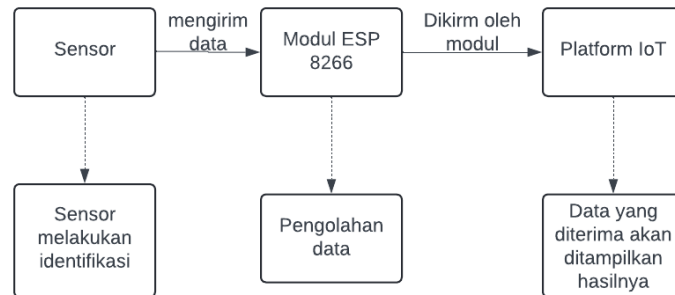 Sensor
mengirim
data
Modul ESP
8266
Dikirm oleh
modul
Platform IoT
Sensor
melakukan
identifikasi
Pengolahan
data
Data yang
diterima akan
ditampilkan
hasilnya